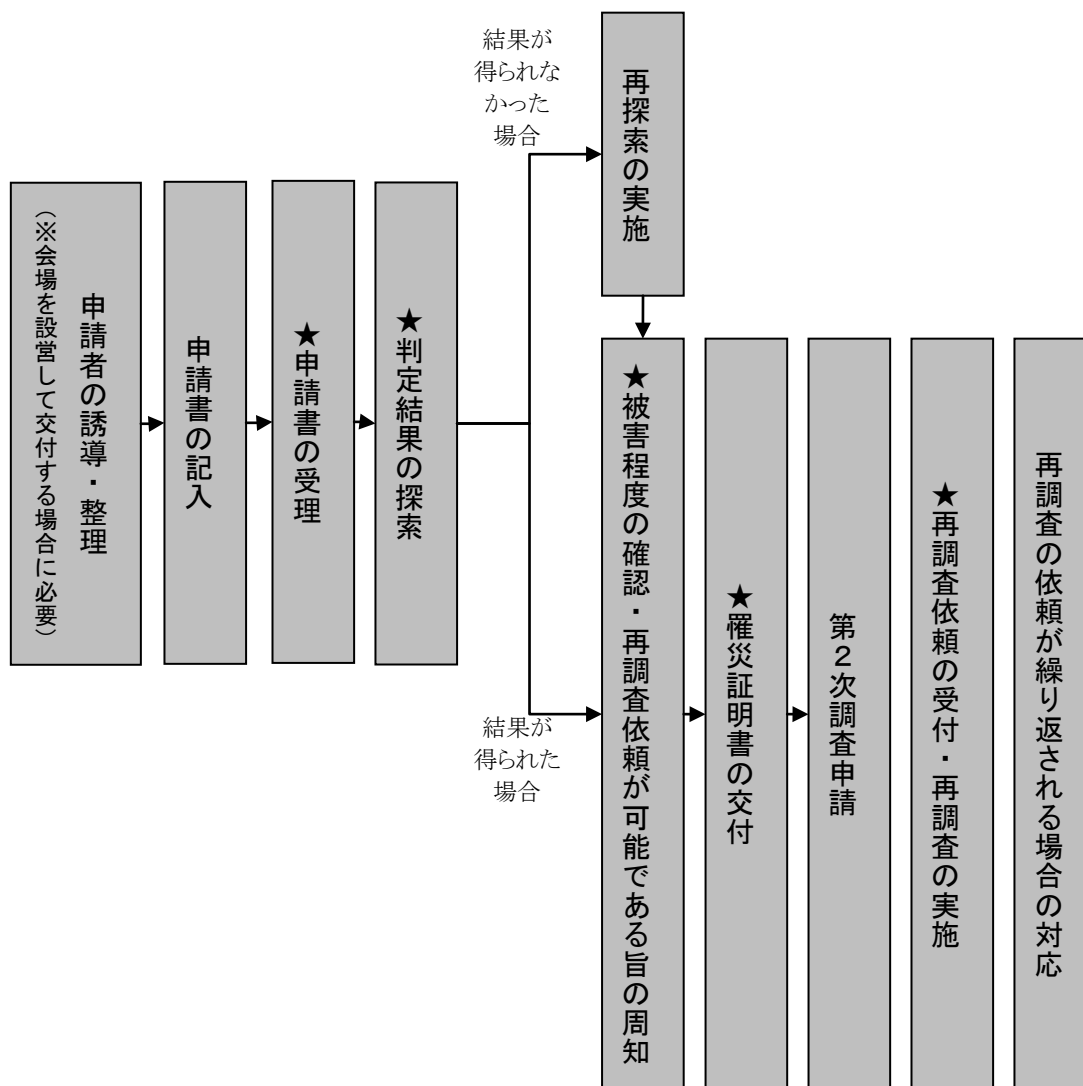 申請者の誘導・整理
（※会場を設営して交付する場合に必要）
申請書の記入
★申請書の受理
★判定結果の探索
結果が
得られな
かった
場合
再探索の実施
結果が
得られた
場合
★被害程度の確認・再調査依頼が可能である旨の周知
★罹災証明書の交付
第２次調査申請
★再調査依頼の受付・再調査の実施
再調査の依頼が繰り返される場合の対応